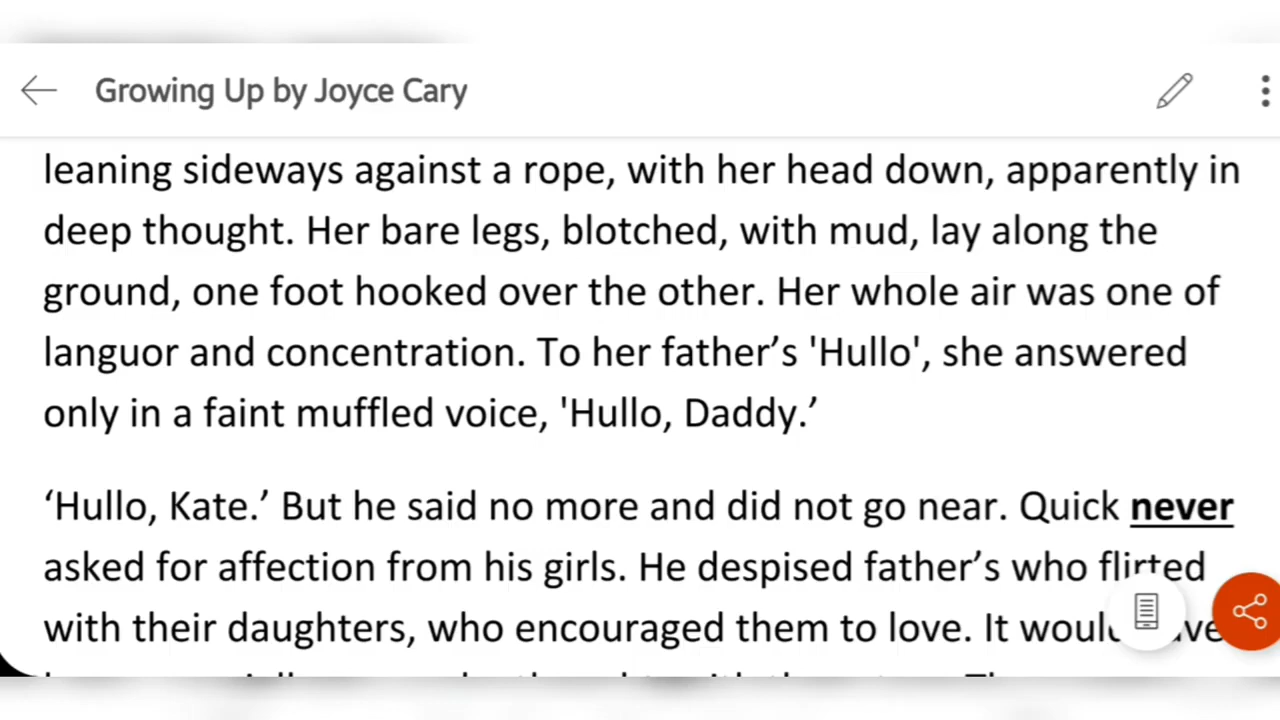 Growing Up by Joyce Cary
leaning sideways against a rope, with her head down, apparently in
deep thought. Her bare legs, blotched, with mud, lay along the
ground, one foot hooked over the other. Her whole air was one of
languor and concentration. To her father’s 'Hullo', she answered
only in a faint muffled voice, 'Hullo, Daddy.’
‘Hullo, Kate.’ But he said no more and did not go near. Quick never
asked for affection from his girls. He despised father’s who flirted
with their daughters, who encouraged them to love. It would